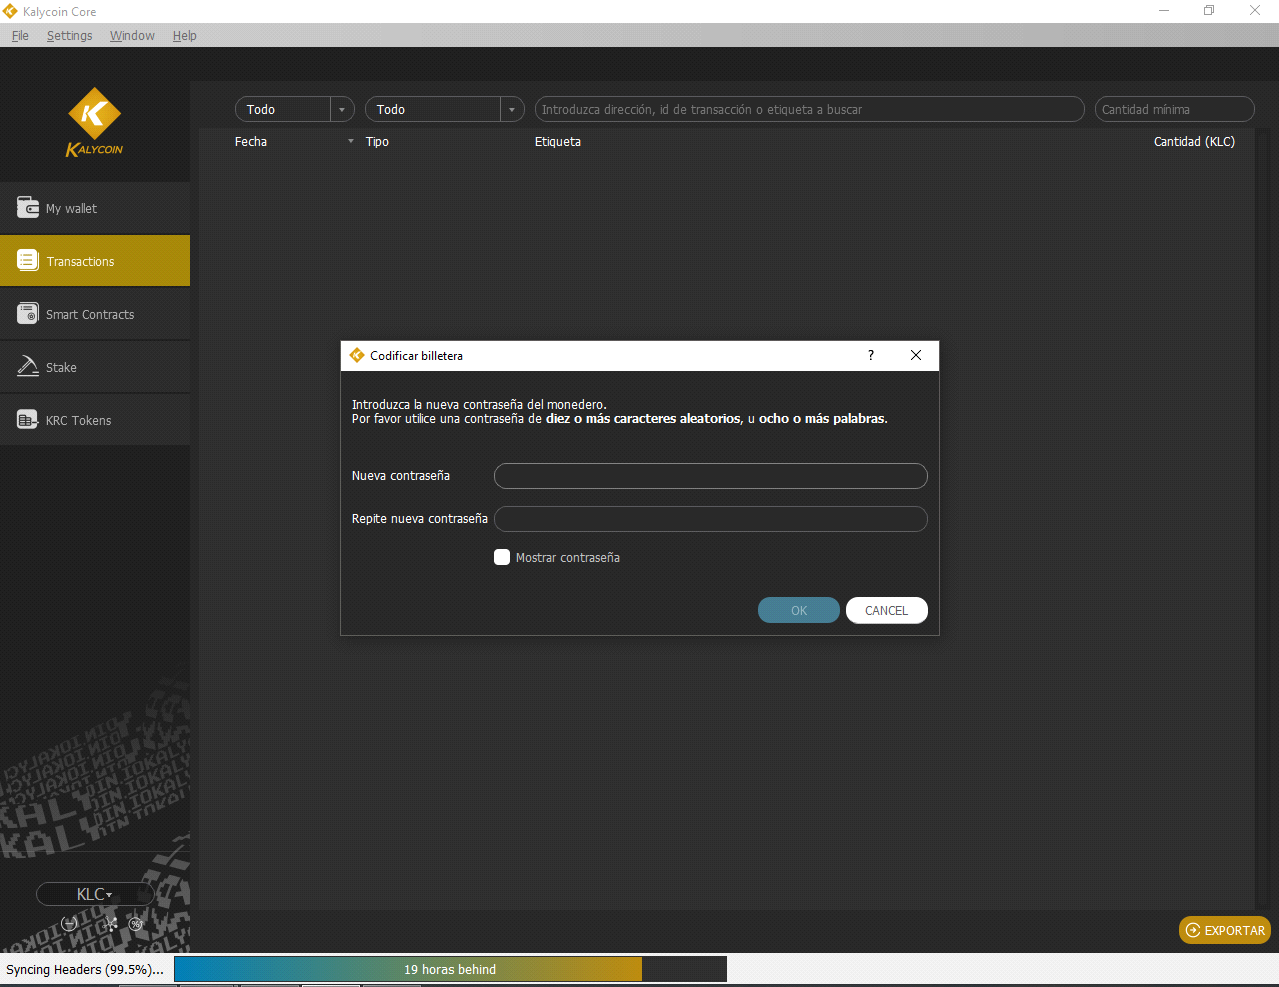 Kalycoin Core
File Settings Window Help
KALYCOIN
Todo Todo Introduzca dirección, id de transacción o etiqueta a buscar Cantidad mínima
Fecha Tipo Etiqueta Cantidad (KLC)
My wallet
Transactions
Smart Contracts
Stake
KRC Tokens
Codificar billetera ?
Introduzca la nueva contraseña del monedero.
Por favor utilice una contraseña de diez o más caracteres aleatorios, u ocho o más palabras.
Nueva contraseña
Repite nueva contraseña
Mostrar contraseña
OK CANCEL
KLC
EXPORTAR
Syncing Headers (99.5%)... 19 horas behind